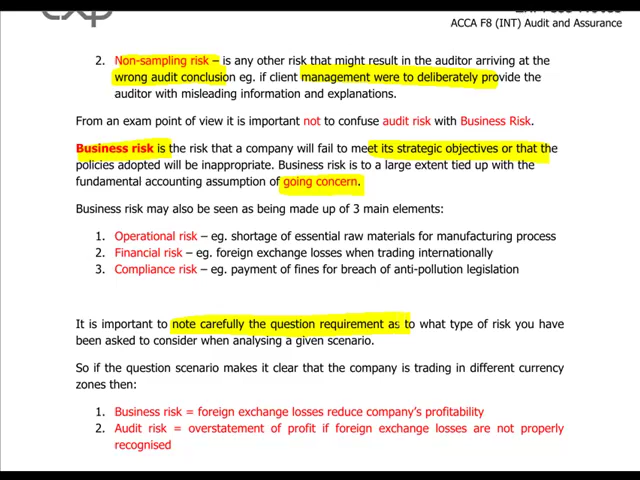 ACCA F8 (INT) Audit and Assurance
2. Non-sampling risk – is any other risk that might result in the auditor arriving at the
wrong audit conclusion eg. if client management were to deliberately provide the
auditor with misleading information and explanations.
From an exam point of view it is important not to confuse audit risk with Business Risk.
Business risk is the risk that a company will fail to meet its strategic objectives or that the
policies adopted will be inappropriate. Business risk is to a large extent tied up with the
fundamental accounting assumption of going concern.
Business risk may also be seen as being made up of 3 main elements:
1. Operational risk – eg. shortage of essential raw materials for manufacturing process
2. Financial risk – eg. foreign exchange losses when trading internationally
3. Compliance risk – eg. payment of fines for breach of anti-pollution legislation
It is important to note carefully the question requirement as to what type of risk you have
been asked to consider when analysing a given scenario.
So if the question scenario makes it clear that the company is trading in different currency
zones then:
1. Business risk = foreign exchange losses reduce company's profitability
2. Audit risk = overstatement of profit if foreign exchange losses are not properly
recognised